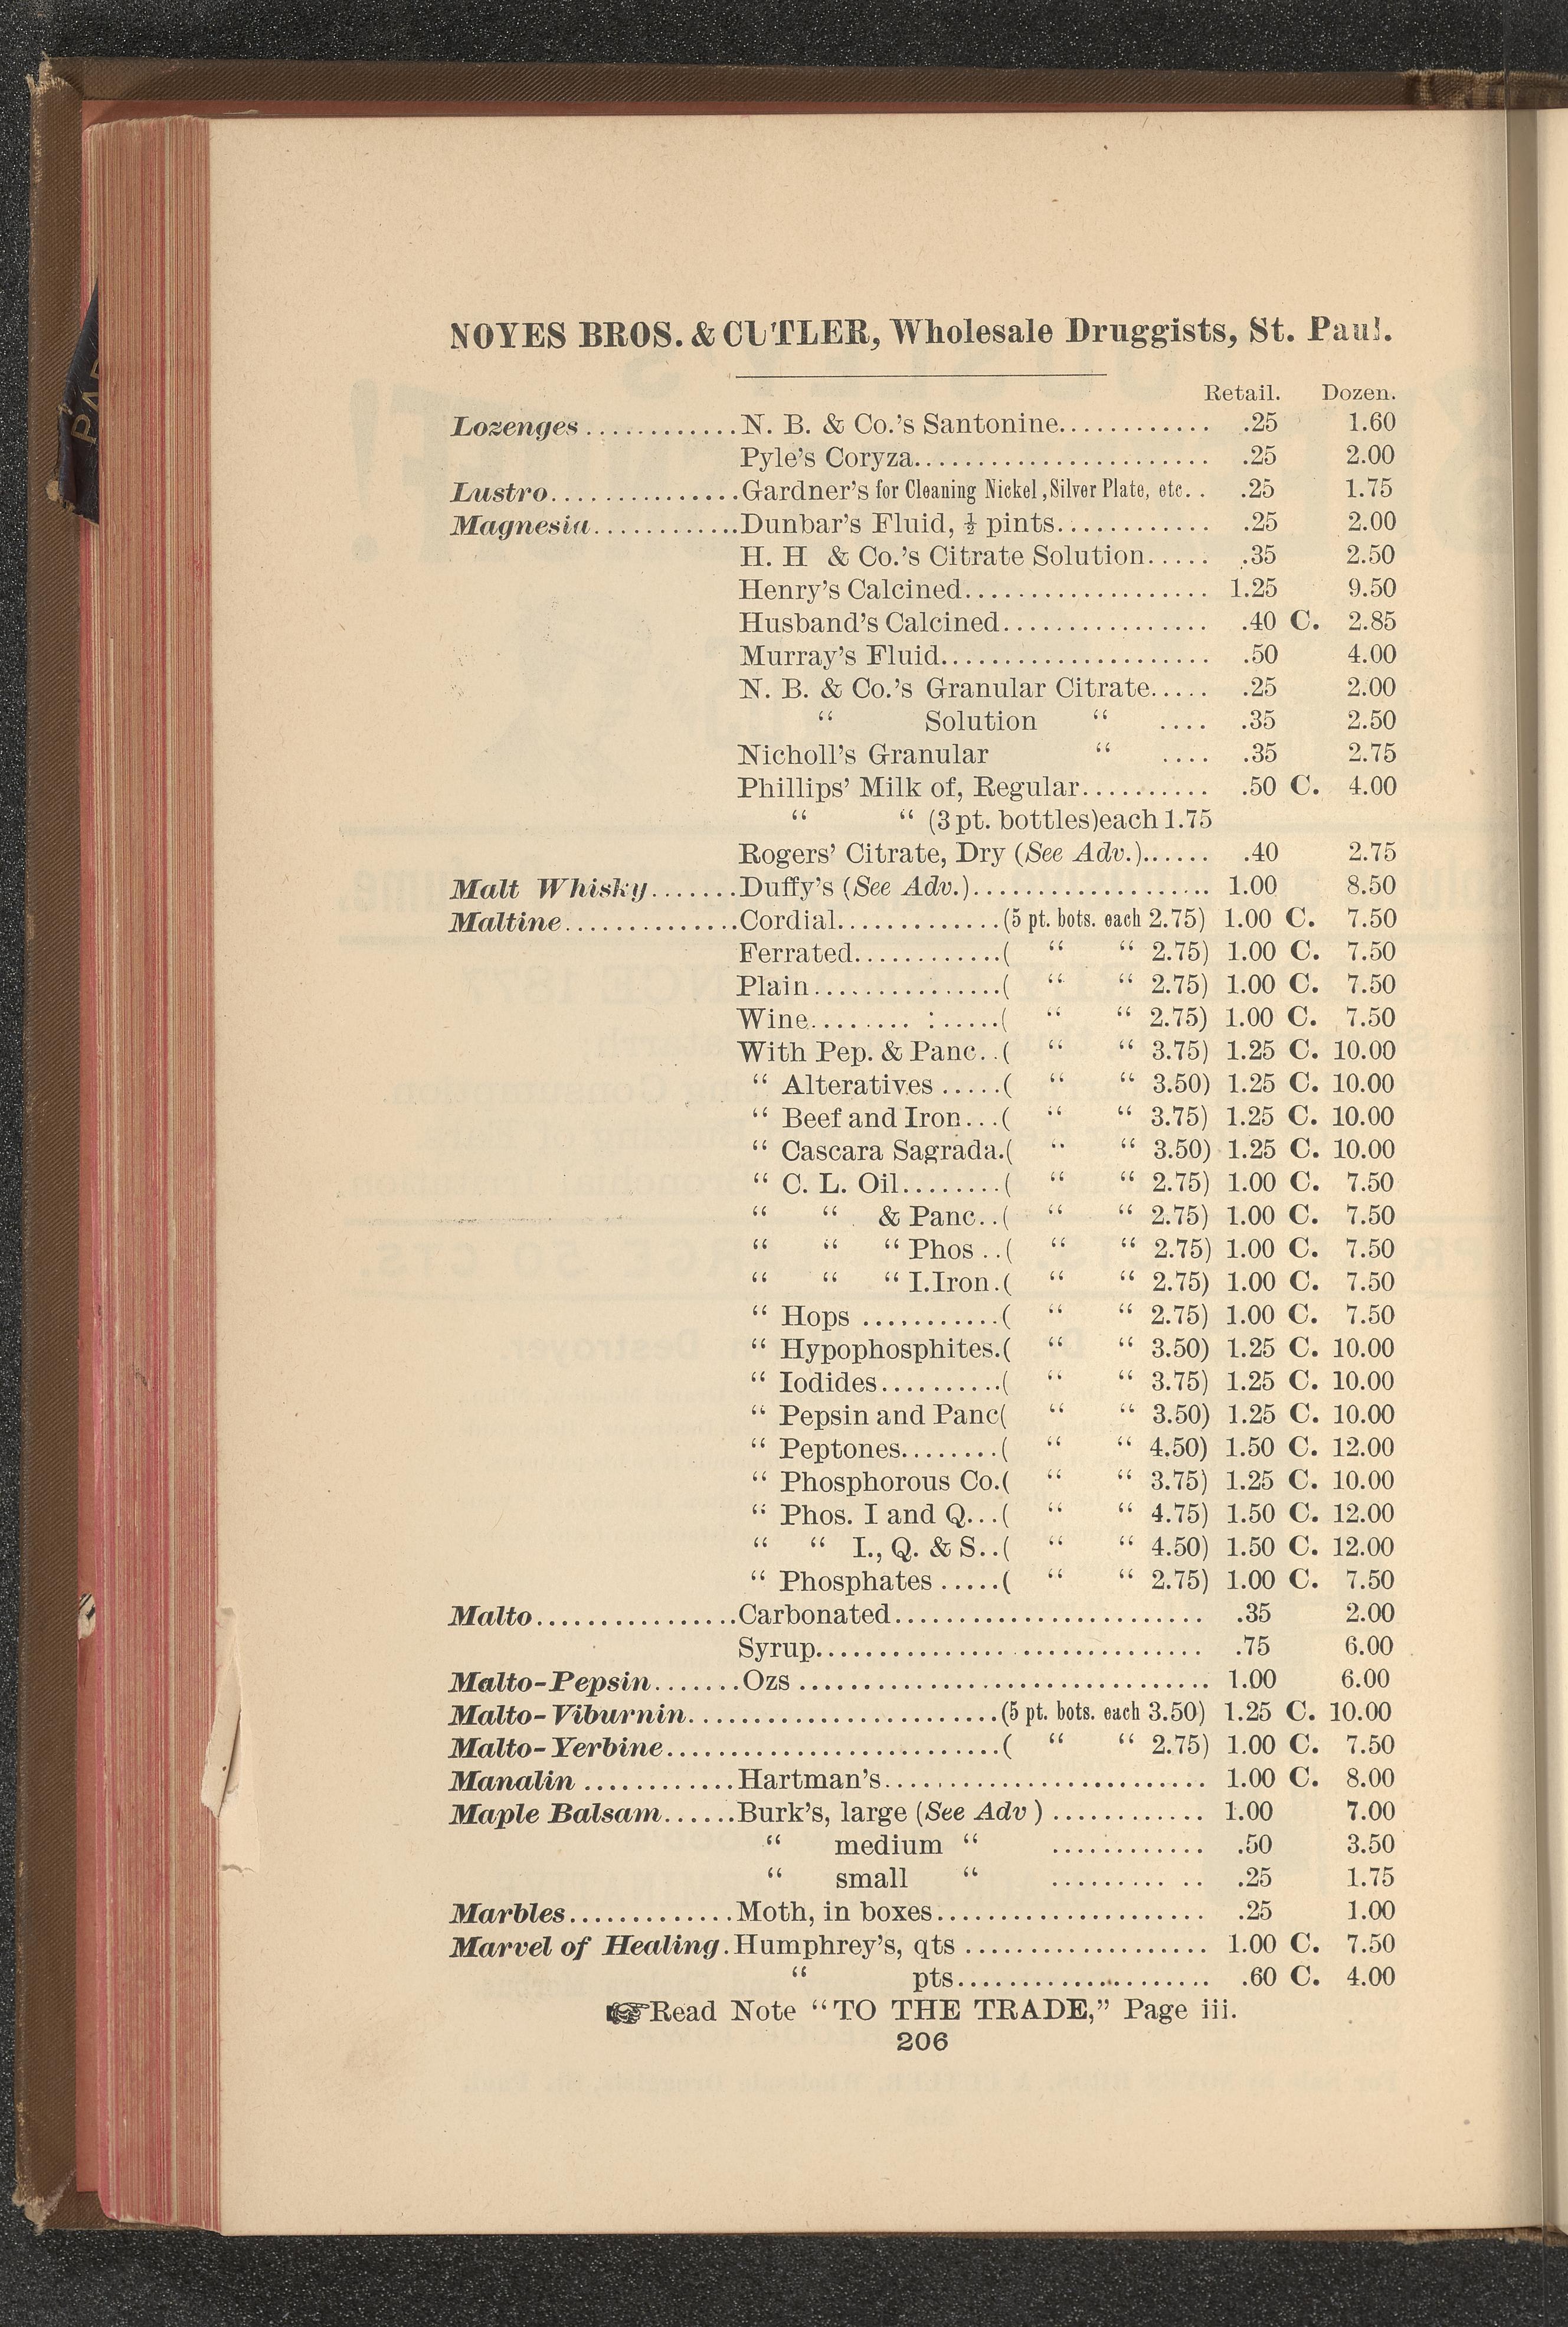 NOYES BROS. & CUTLER, Wholesale Druggists, St. Paul.
Retail. Dozen.
Lozenges............N. B. & Co.'s Santonine............ .25 1.60
Pyle's Coryza....................... .25 2.00
Lustro...............Gardner's for Cleaning Nickel, Silver Plate, etc.. .25 1.75
Magnesia............Dunbar's Fluid, ½ pints............ .25 2.00
H. H & Co.'s Citrate Solution..... .35 2.50
Henry's Calcined................... 1.25 9.50
Husband's Calcined................ .40 C. 2.85
Murray's Fluid..................... .50 4.00
N. B. & Co.'s Granular Citrate..... .25 2.00
“ Solution “ .... .35 2.50
Nicholl's Granular “ .... .35 2.75
Phillips' Milk of, Regular.......... .50 C. 4.00
“ “ (3 pt. bottles)each 1.75
Rogers' Citrate, Dry (See Adv.)...... .40 2.75
Malt Whisky.......Duffy's (See Adv.)................... 1.00 8.50
Maltine..............Cordial.............(5 pt. bots. each 2.75) 1.00 C. 7.50
Ferrated............( “ “ 2.75) 1.00 C. 7.50
Plain................( “ “ 2.75) 1.00 C. 7.50
Wine........ :......( “ “ 2.75) 1.00 C. 7.50
With Pep. & Panc..( “ “ 3.75) 1.25 C. 10.00
“ Alteratives .....( “ “ 3.50) 1.25 C. 10.00
“ Beef and Iron...( “ “ 3.75) 1.25 C. 10.00
“ Cascara Sagrada.( “ “ 3.50) 1.25 C. 10.00
“ C. L. Oil........( “ “ 2.75) 1.00 C. 7.50
“ “ & Panc..( “ “ 2.75) 1.00 C. 7.50
“ “ “ Phos ..( “ “ 2.75) 1.00 C. 7.50
“ “ “ I.Iron.( “ “ 2.75) 1.00 C. 7.50
“ Hops ...........( “ “ 2.75) 1.00 C. 7.50
“ Hypophosphites.( “ “ 3.50) 1.25 C. 10.00
“ Iodides..........( “ “ 3.75) 1.25 C. 10.00
“ Pepsin and Panc( “ “ 3.50) 1.25 C. 10.00
“ Peptones........( “ “ 4.50) 1.50 C. 12.00
“ Phosphorous Co.( “ “ 3.75) 1.25 C. 10.00
“ Phos. I and Q...( “ “ 4.75) 1.50 C. 12.00
“ “ I., Q. & S..( “ “ 4.50) 1.50 C. 12.00
“ Phosphates .....( “ “ 2.75) 1.00 C. 7.50
Malto................Carbonated........................ .35 2.00
Syrup.............................. .75 6.00
Malto-Pepsin.......Ozs ................................ 1.00 6.00
Malto-Viburnin........................(5 pt. bots. each 3.50) 1.25 C. 10.00
Malto-Yerbine..........................( “ “ 2.75) 1.00 C. 7.50
Manalin ............Hartman's......................... 1.00 C. 8.00
Maple Balsam......Burk's, large (See Adv ) ............ 1.00 7.00
“ medium “ ............ .50 3.50
“ small “ ......... .. .25 1.75
Marbles.............Moth, in boxes..................... .25 1.00
Marvel of Healing.Humphrey's, qts ................... 1.00 C. 7.50
“ pts.................... .60 C. 4.00
☞Read Note “TO THE TRADE,” Page iii.
206